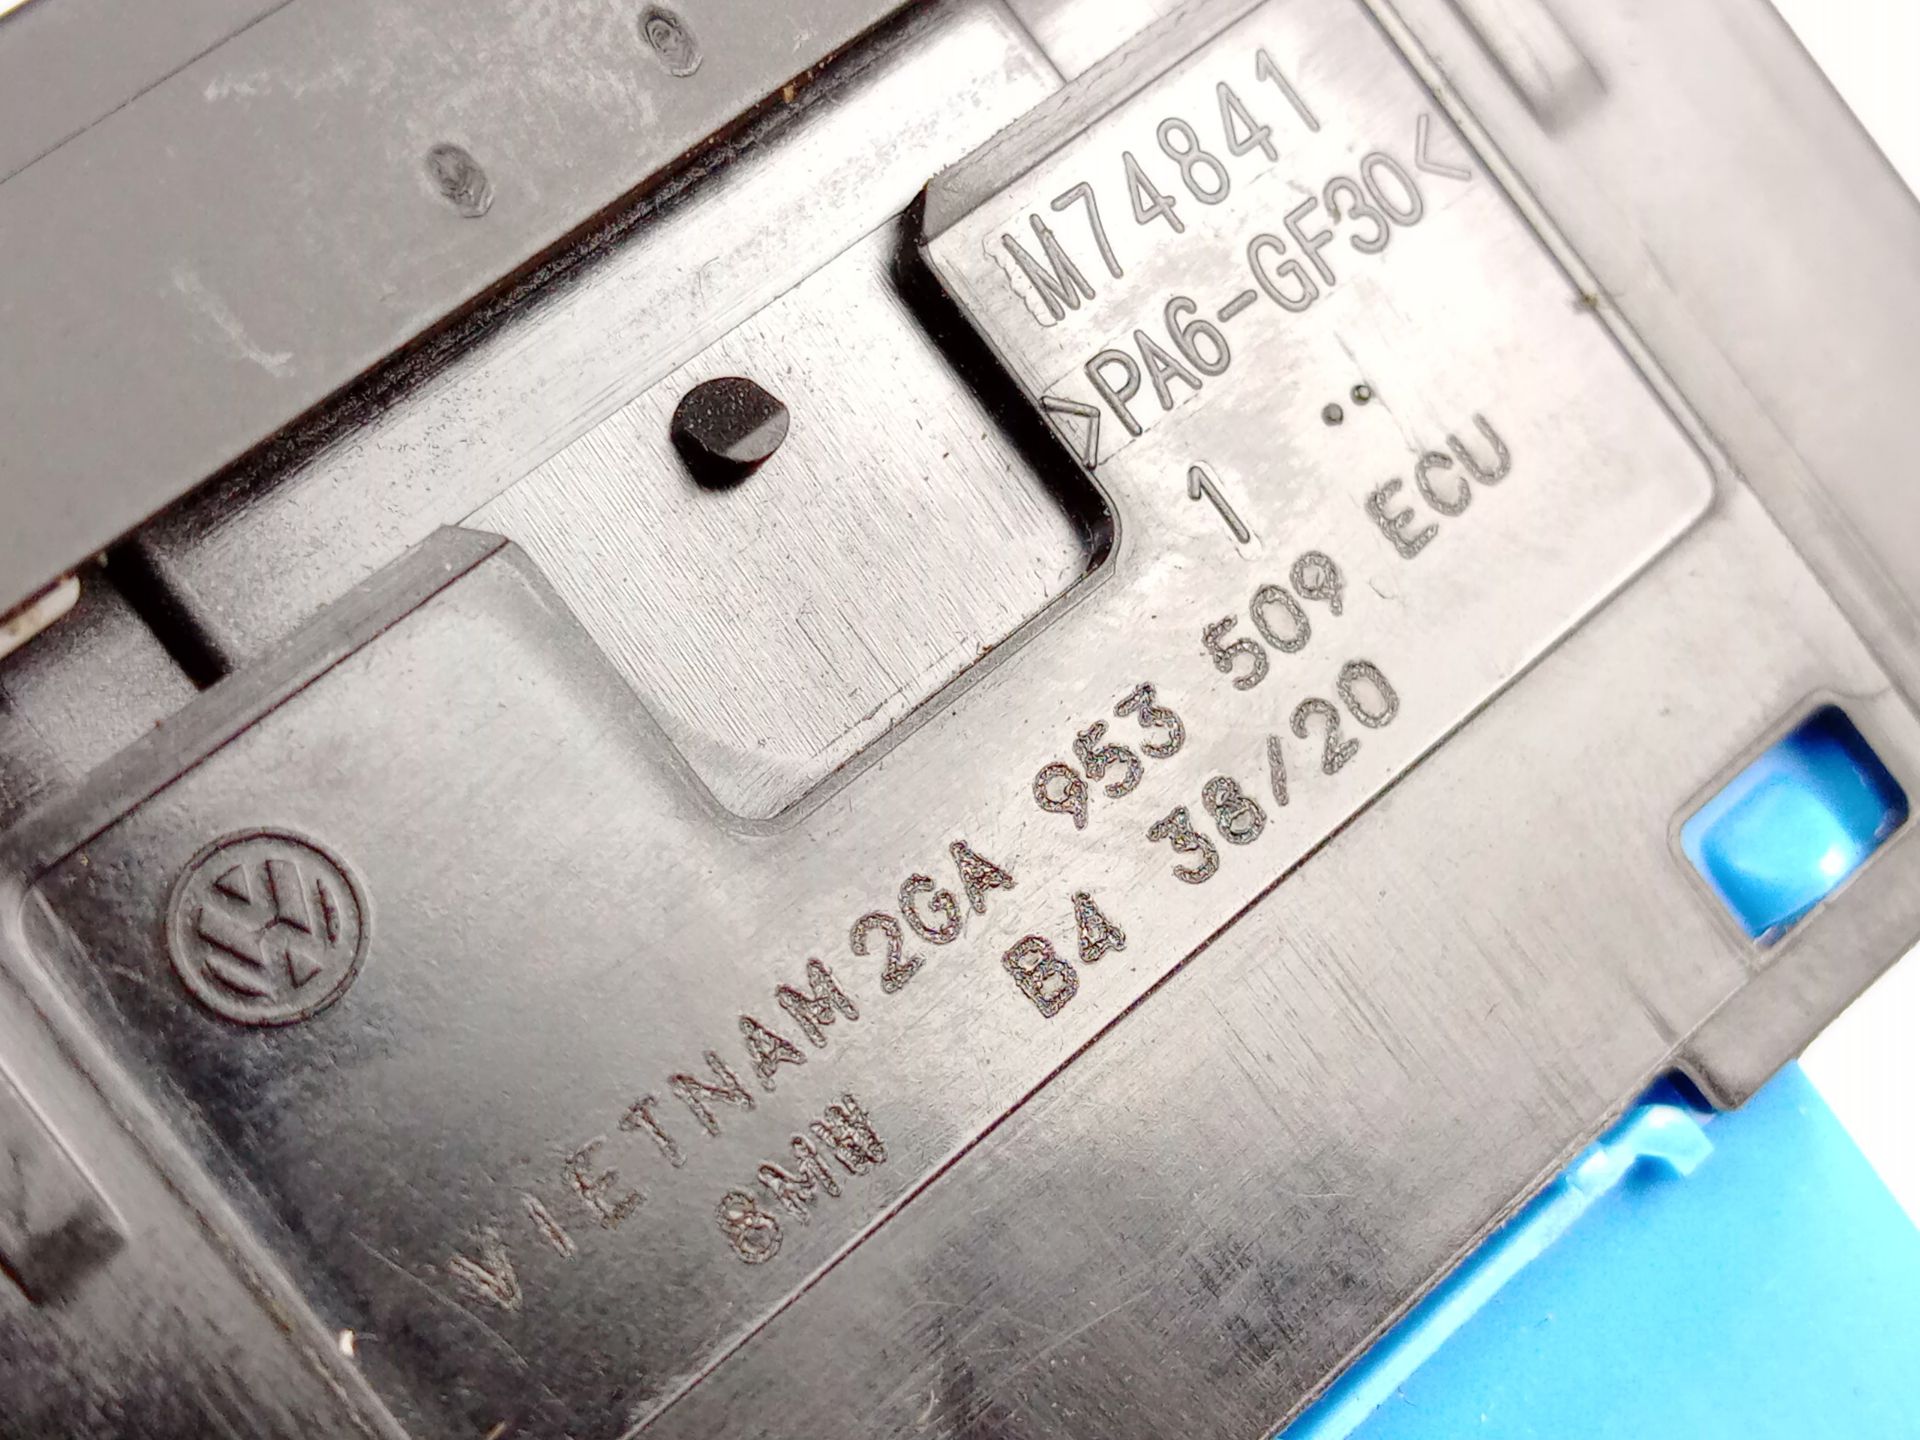 M74841
>PA6-GF30<
1
VIETNAM 2GA 953 509 ECU
8MW B4 38/20